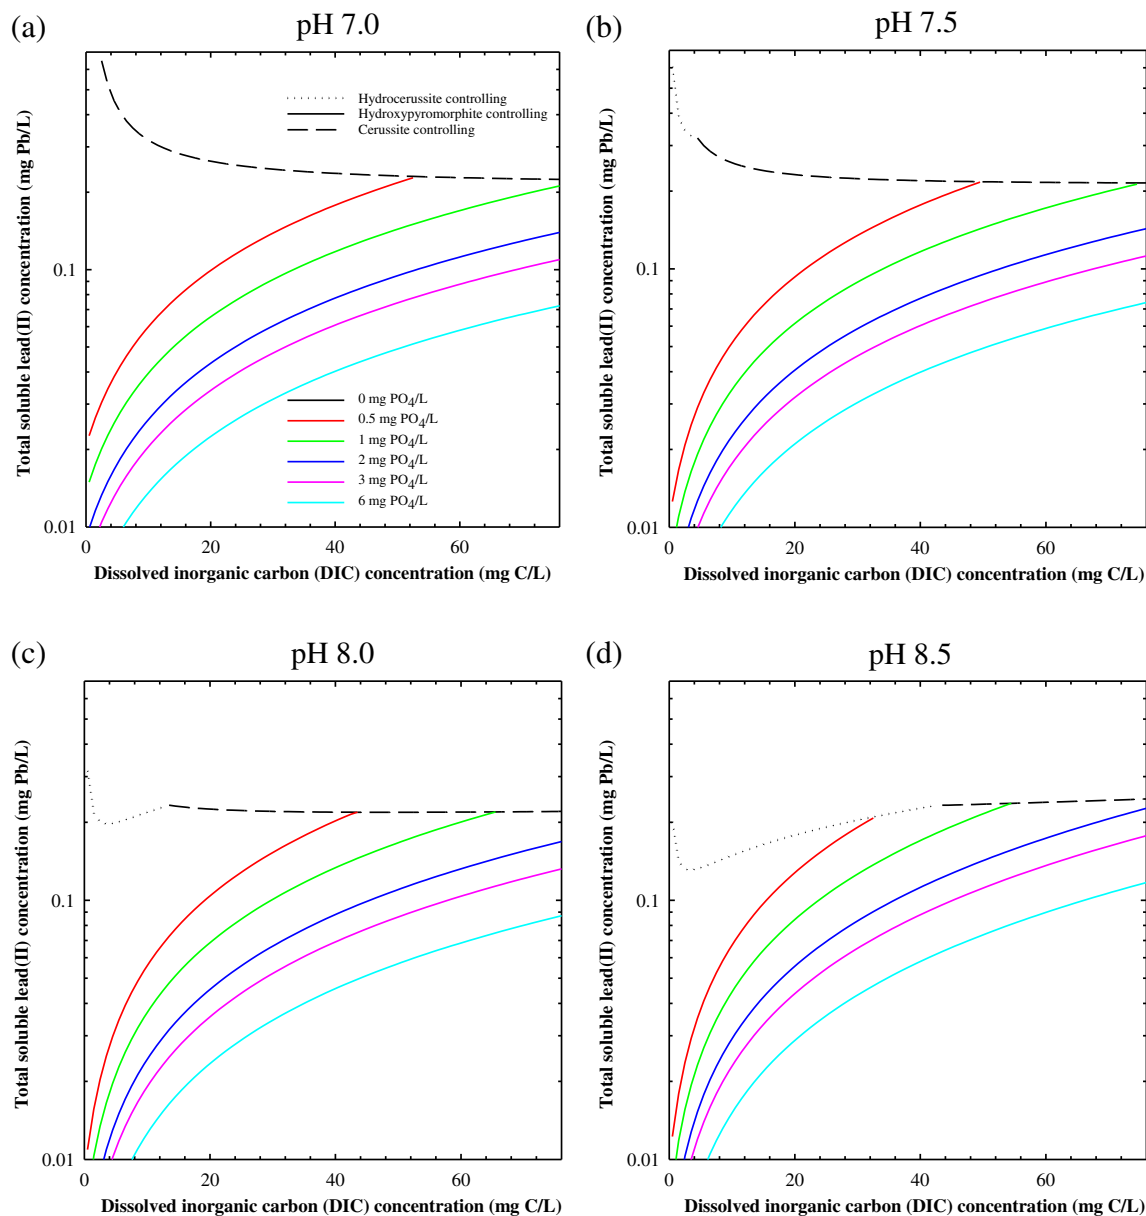 (a)
pH 7.0
Total soluble lead(II) concentration (mg Pb/L)
0.1
0.01
Hydrocerussite controlling
Hydroxypyromorphite controlling
Cerussite controlling
0 mg PO4/L
0.5 mg PO4/L
1 mg PO4/L
2 mg PO4/L
3 mg PO4/L
6 mg PO4/L
0 20 40 60
Dissolved inorganic carbon (DIC) concentration (mg C/L)
(b)
pH 7.5
Total soluble lead(II) concentration (mg Pb/L)
0.1
0.01
0 20 40 60
Dissolved inorganic carbon (DIC) concentration (mg C/L)
(c)
pH 8.0
Total soluble lead(II) concentration (mg Pb/L)
0.1
0.01
0 20 40 60
Dissolved inorganic carbon (DIC) concentration (mg C/L)
(d)
pH 8.5
Total soluble lead(II) concentration (mg Pb/L)
0.1
0.01
0 20 40 60
Dissolved inorganic carbon (DIC) concentration (mg C/L)